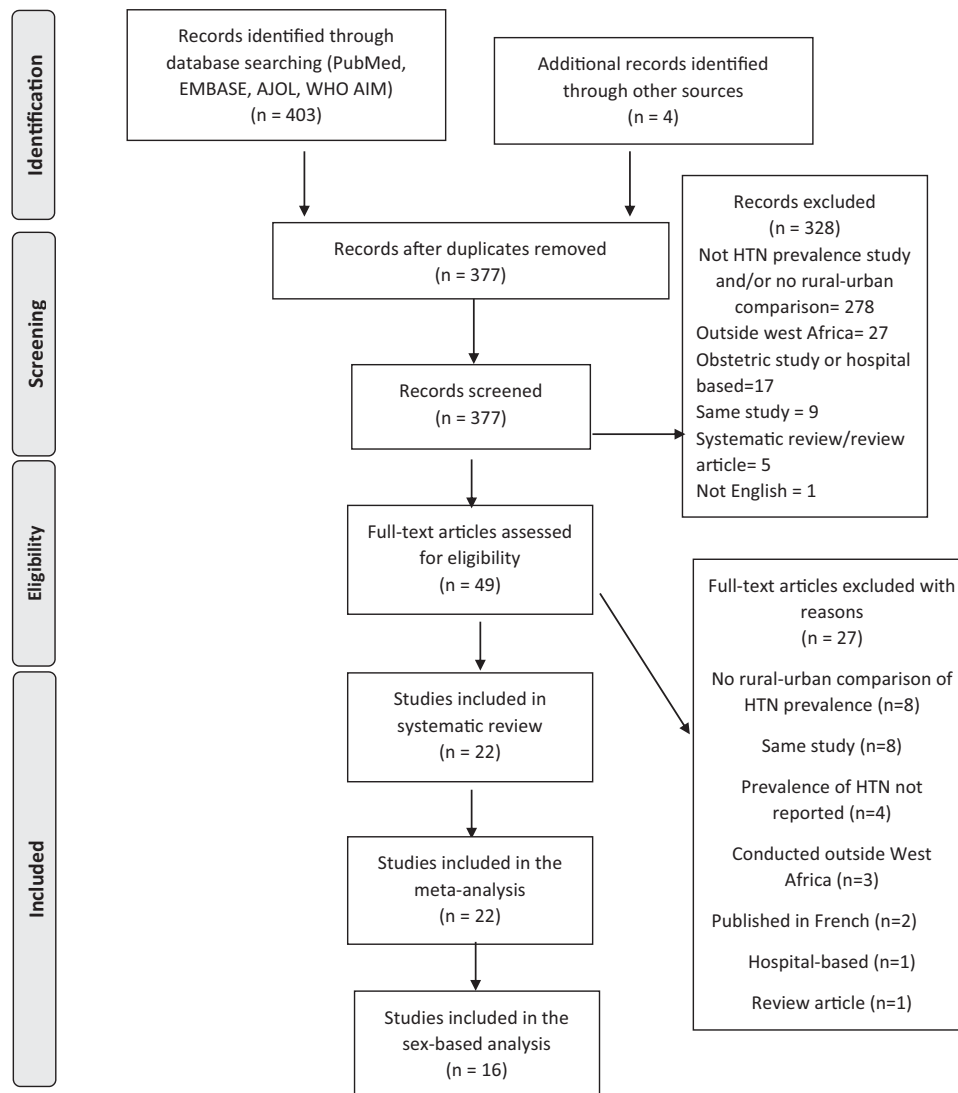 Identification
Records identified through
database searching (PubMed,
EMBASE, AJOL, WHO AIM)
(n = 403)
Additional records identified
through other sources
(n = 4)
Screening
Records after duplicates removed
(n = 377)
Records screened
(n = 377)
Records excluded
(n = 328)
Not HTN prevalence study
and/or no rural-urban
comparison= 278
Outside west Africa= 27
Obstetric study or hospital
based=17
Same study = 9
Systematic review/review
article= 5
Not English = 1
Eligibility
Full-text articles assessed
for eligibility
(n = 49)
Full-text articles excluded with
reasons
(n = 27)
No rural-urban comparison of
HTN prevalence (n=8)
Same study (n=8)
Prevalence of HTN not
reported (n=4)
Conducted outside West
Africa (n=3)
Published in French (n=2)
Hospital-based (n=1)
Review article (n=1)
Included
Studies included in
systematic review
(n = 22)
Studies included in the
meta-analysis
(n = 22)
Studies included in the
sex-based analysis
(n = 16)